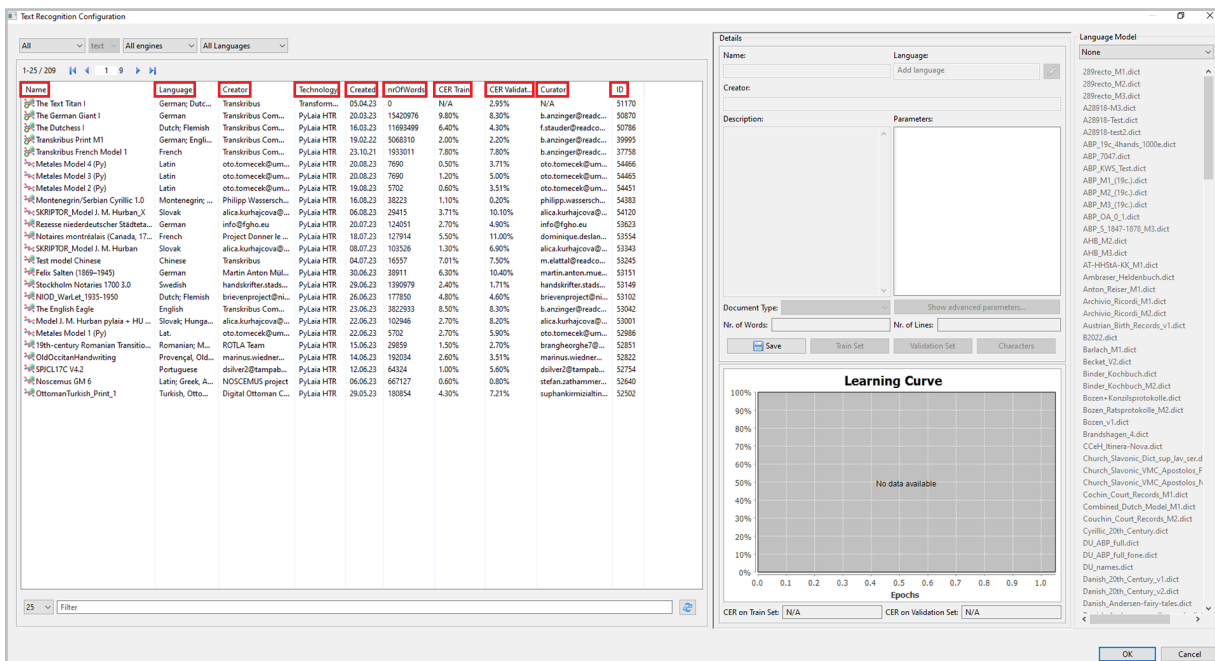 Text Recognition Configuration
All text All engines All Languages
1-25 / 209 1 9
Name Language Creator Technology Created nrOfWords CER Train CER Validat... Curator ID
The Text Titan I German; Dutc... Transkribus Transform... 05.04.23 0 N/A 2.95% N/A 51170
The German Giant I German Transkribus Com... PyLaia HTR 20.03.23 15420976 9.80% 8.30% b.anzinger@readc... 50870
The Dutchess I Dutch; Flemish Transkribus Com... PyLaia HTR 16.03.23 11693499 6.40% 4.30% f.stauder@readco... 50786
Transkribus Print M1 German; Engli... Transkribus Com... PyLaia HTR 19.02.22 5068310 2.00% 2.20% b.anzinger@readc... 39995
Transkribus French Model 1 French Transkribus Com... PyLaia HTR 23.10.21 1933011 7.80% 7.80% b.anzinger@readc... 37758
Metales Model 4 (Py) Latin oto.tomecek@um... PyLaia HTR 20.08.23 7690 0.50% 3.71% oto.tomecek@um... 54466
Metales Model 3 (Py) Latin oto.tomecek@um... PyLaia HTR 20.08.23 7690 1.20% 5.00% oto.tomecek@um... 54465
Metales Model 2 (Py) Latin oto.tomecek@um... PyLaia HTR 19.08.23 5702 0.60% 3.51% oto.tomecek@um... 54451
Montenegrin/Serbian Cyrillic 1.0 Montenegrin; ... Philipp Wassersch... PyLaia HTR 16.08.23 38223 1.10% 0.20% philipp.wasserсh... 54383
SKRIPTOR_Model J. M. Hurban_X Slovak alica.kurhajcova@... PyLaia HTR 06.08.23 29415 3.71% 10.10% alica.kurhajcova@... 54120
Rezesse niederdeutscher Städteta... German info@fgho.eu PyLaia HTR 20.07.23 124051 2.70% 4.90% info@fgho.eu 53623
Notaires montréalais (Canada, 17... French Project Donner le ... PyLaia HTR 18.07.23 127914 5.50% 11.00% dominique.deslan... 53554
SKRIPTOR_Model J. M. Hurban Slovak alica.kurhajcova@... PyLaia HTR 08.07.23 103526 1.30% 6.90% alica.kurhajcova@... 53343
Test model Chinese Chinese Transkribus PyLaia HTR 04.07.23 16557 7.01% 7.50% m.elattal@readco... 53245
Felix Salten (1869–1945) German Martin Anton Mül... PyLaia HTR 30.06.23 38911 6.30% 10.40% martin.anton.mue... 53151
Stockholm Notaries 1700 3.0 Swedish handskrifter.stads... PyLaia HTR 29.06.23 1390979 2.40% 1.71% handskrifter.stads... 53149
NIOD_WarLet_1935-1950 Dutch; Flemish brievenproject@ni... PyLaia HTR 26.06.23 177850 4.80% 4.60% brievenproject@ni... 53102
The English Eagle English Transkribus Com... PyLaia HTR 23.06.23 3822933 8.50% 8.30% b.anzinger@readc... 53042
Model J. M. Hurban pylaia + HU ... Slovak; Hunga... alica.kurhajcova@... PyLaia HTR 22.06.23 102946 2.70% 8.20% alica.kurhajcova@... 53001
Metales Model 1 (Py) Lat. oto.tomecek@um... PyLaia HTR 22.06.23 5702 2.70% 5.90% oto.tomecek@um... 52986
19th-century Romanian Transitio... Romanian; M... ROTLA Team PyLaia HTR 15.06.23 29859 1.50% 2.70% brangheorghe7@... 52851
OldOccitanHandwriting Provençal, Old... marinus.wiedner... PyLaia HTR 14.06.23 192034 2.60% 3.51% marinus.wiedner... 52822
SPJCL17C V4.2 Portuguese dsilver2@tampab... PyLaia HTR 12.06.23 64324 1.00% 5.60% dsilver2@tampab... 52754
Noscemus GM 6 Latin; Greek, A... NOSCEMUS project PyLaia HTR 06.06.23 667127 0.60% 0.80% stefan.zathammer... 52640
OttomanTurkish_Print_1 Turkish, Otto... Digital Ottoman C... PyLaia HTR 29.05.23 180854 4.30% 7.21% suphankirmizialtin... 52502
25 Filter
Details
Name: Language:
Add language
Creator:
Description: Parameters:
Document Type: Show advanced parameters...
Nr. of Words: Nr. of Lines:
Save Train Set Validation Set Characters
Learning Curve
100%
90%
80%
70%
60%
50%
40%
30%
20%
10%
0%
No data available
0.0 0.1 0.2 0.3 0.4 0.5 0.6 0.7 0.8 0.9 1.0
Epochs
CER on Train Set: N/A CER on Validation Set: N/A
Language Model
None
289recto_M1.dict
289recto_M2.dict
289recto_M3.dict
A28918-M3.dict
A28918-Test.dict
A28918-test2.dict
ABP_19c_4hands_1000e.dict
ABP_7047.dict
ABP_KWS_Test.dict
ABP_M1_(19c.).dict
ABP_M2_(19c.).dict
ABP_M3_(19c.).dict
ABP_OA_0_1.dict
ABP_S_1847-1878_M3.dict
AHB_M2.dict
AHB_M3.dict
AT-HHStA-KK_M1.dict
Ambraser_Heldenbuch.dict
Anton_Reiser_M1.dict
Archivio_Ricordi_M1.dict
Archivio_Ricordi_M2.dict
Austrian_Birth_Records_v1.dict
B2022.dict
Barlach_M1.dict
Becket_V2.dict
Binder_Kochbuch.dict
Binder_Kochbuch_M2.dict
Bozen+Konzilsprotokolle.dict
Bozen_Ratsprotokolle_M2.dict
Bozen_v1.dict
Brandshagen_4.dict
CCeH_Itinera-Nova.dict
Church_Slavonic_Dict_sup_lav_ser.d
Church_Slavonic_VMC_Apostolos_F
Church_Slavonic_VMC_Apostolos_N
Cochin_Court_Records_M1.dict
Combined_Dutch_Model_M1.dict
Couchin_Court_Records_M2.dict
Cyrillic_20th_Century.dict
DU_ABP_full.dict
DU_ABP_full_fone.dict
DU_names.dict
Danish_20th_Century_v1.dict
Danish_20th_Century_v2.dict
Danish_Andersen-fairy-tales.dict
OK Cancel